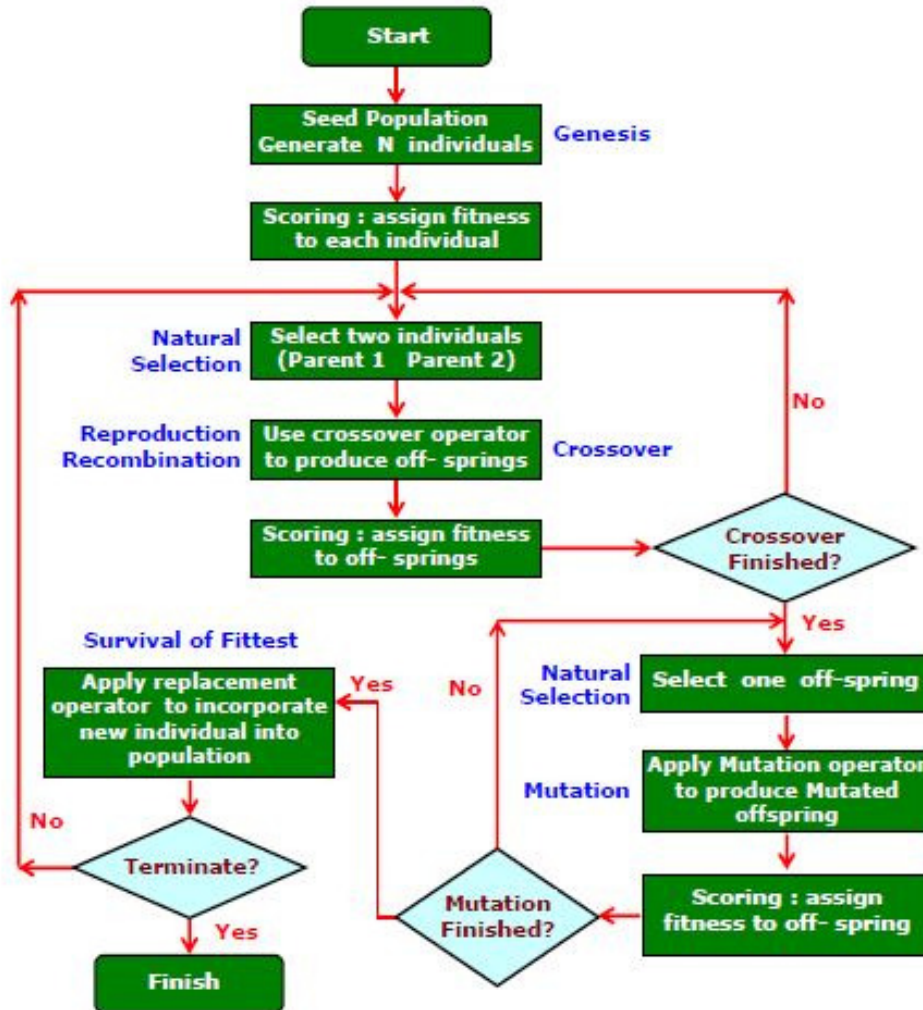 Start
Seed Population
Generate N individuals
Genesis
Scoring : assign fitness
to each individual
Natural
Selection
Select two individuals
(Parent 1 Parent 2)
No
Reproduction
Recombination
Use crossover operator
to produce off- springs
Crossover
Scoring : assign fitness
to off- springs
Crossover
Finished?
Yes
Survival of Fittest
Apply replacement
operator to incorporate
new individual into
population
Yes
No
Natural
Selection
Select one off-spring
Mutation
Apply Mutation operator
to produce Mutated
offspring
No
Terminate?
Mutation
Finished?
Scoring : assign
fitness to off- spring
Yes
Finish